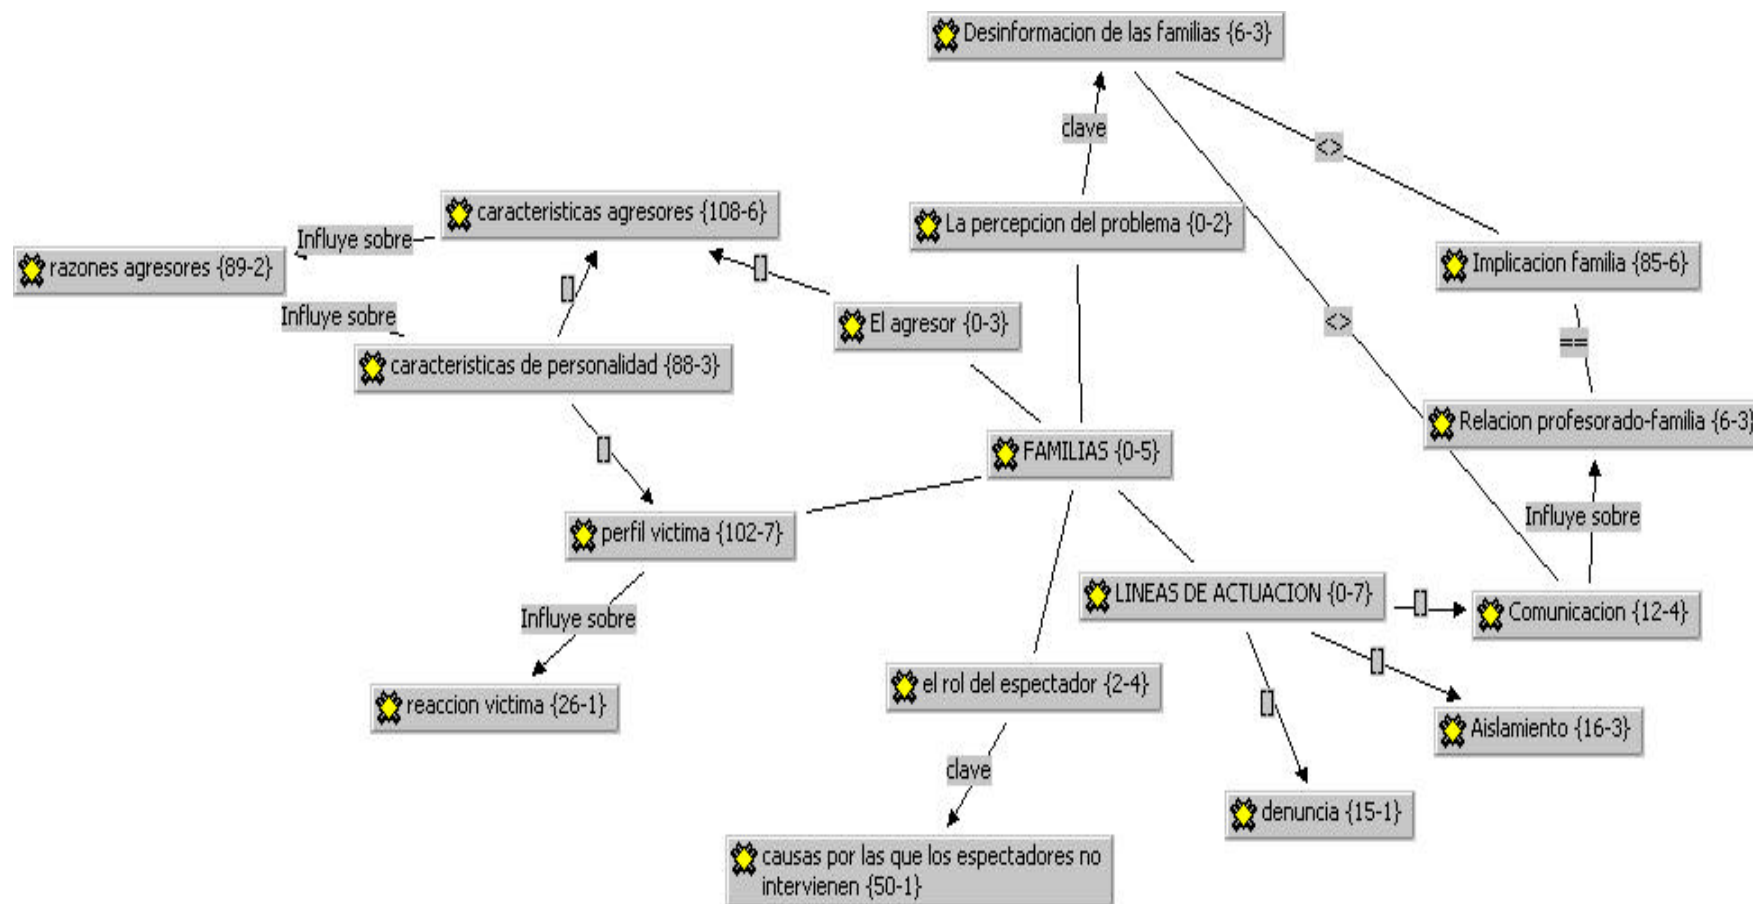 Desinformacion de las familias {6-3}
clave
<>
caracteristicas agresores {108-6}
La percepcion del problema {0-2}
Influye sobre
razones agresores {89-2}
[]
[]
Implicacion familia {85-6}
Influye sobre
El agresor {0-3}
<>
==
caracteristicas de personalidad {88-3}
Relacion profesorado-familia {6-3}
[]
FAMILIAS {0-5}
Influye sobre
perfil victima {102-7}
LINEAS DE ACTUACION {0-7}
[]
Comunicacion {12-4}
Influye sobre
[]
el rol del espectador {2-4}
[]
reaccion victima {26-1}
Aislamiento {16-3}
clave
denuncia {15-1}
causas por las que los espectadores no
intervienen {50-1}